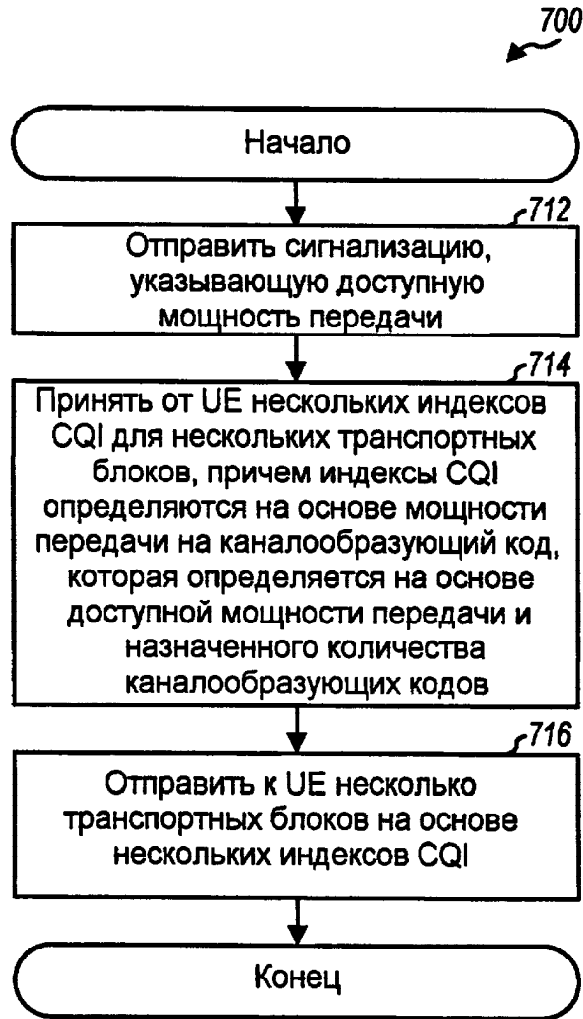 700
Начало
712
Отправить сигнализацию,
указывающую доступную
мощность передачи
714
Принять от UE нескольких индексов
CQI для нескольких транспортных
блоков, причем индексы CQI
определяются на основе мощности
передачи на каналообразующий код,
которая определяется на основе
доступной мощности передачи и
назначенного количества
каналообразующих кодов
716
Отправить к UE несколько
транспортных блоков на основе
нескольких индексов CQI
Конец